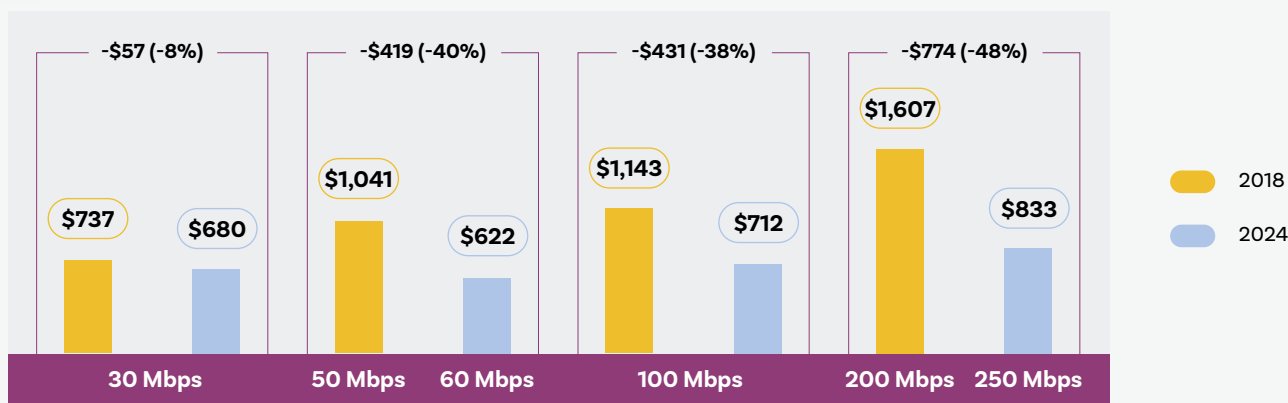 -$57 (-8%) -$419 (-40%) -$431 (-38%) -$774 (-48%)
$1,607
$1,041 $1,143
$737 $680 $622 $712 $833
2018
2024
30 Mbps 50 Mbps 60 Mbps 100 Mbps 200 Mbps 250 Mbps